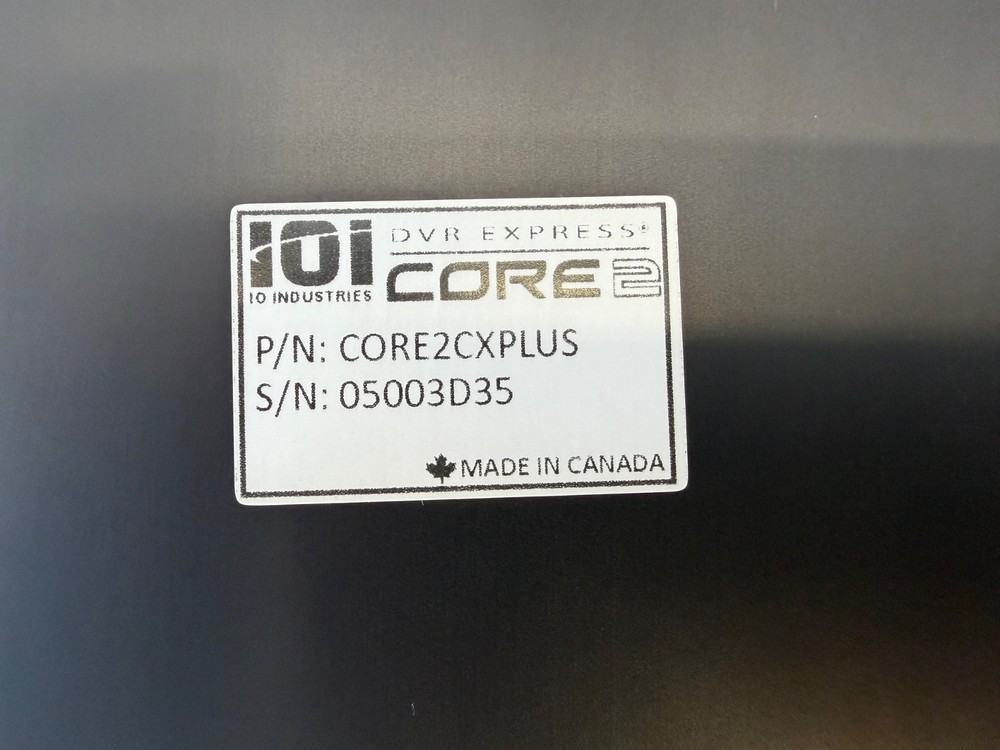 IOi
IO INDUSTRIES
DVR EXPRESS®
CORE 2
P/N: CORE2CXPLUS
S/N: 05003D35
MADE IN CANADA